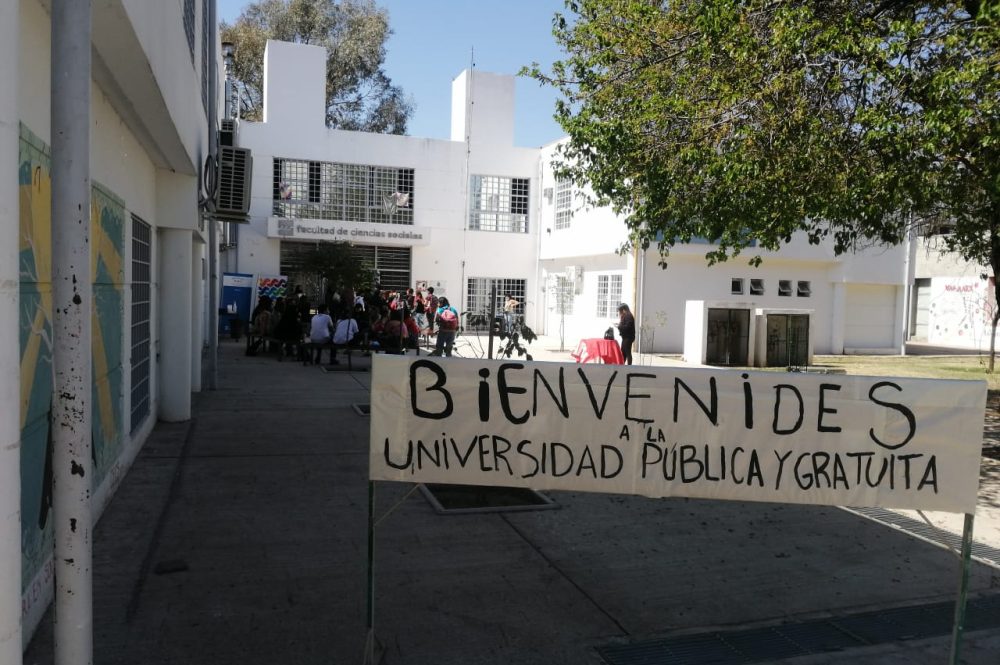 facultad de ciencias sociales
BiENVENIDES
A LA
UNiVERSIDAD PÚBLICA Y GRATUITA